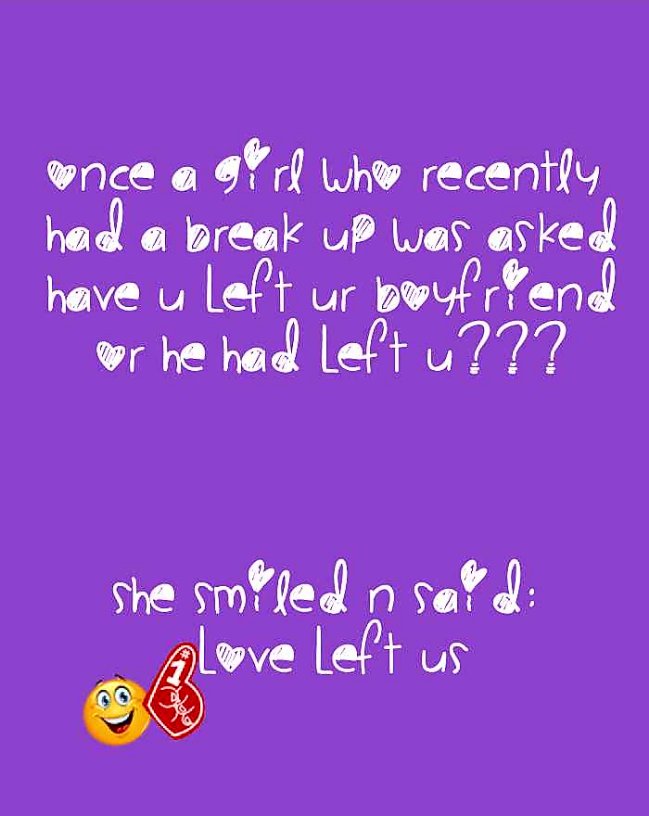 once a girl who recently
had a break up was asked
have u left ur boyfriend
or he had left u???
she smiled n said:
Love left us
#1